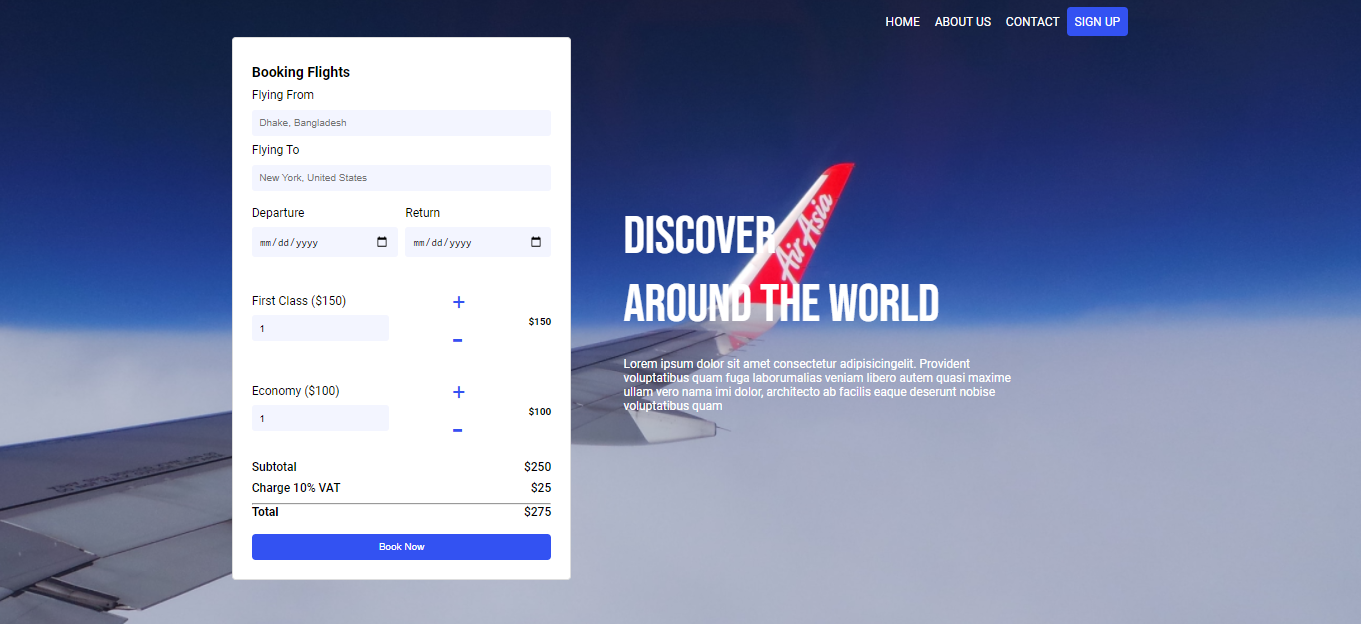 HOME ABOUT US CONTACT SIGN UP
Booking Flights
Flying From
Dhake, Bangladesh
Flying To
New York, United States
Departure Return
mm/dd/yyyy mm/dd/yyyy
First Class ($150) +
1 $150
−
Economy ($100) +
1 $100
−
Subtotal $250
Charge 10% VAT $25
Total $275
Book Now
DISCOVER
AROUND THE WORLD
Lorem ipsum dolor sit amet consectetur adipisicingelit. Provident
voluptatibus quam fuga laborumalias veniam libero autem quasi maxime
ullam vero nama imi dolor, architecto ab facilis eaque deserunt nobise
voluptatibus quam
AirAsia